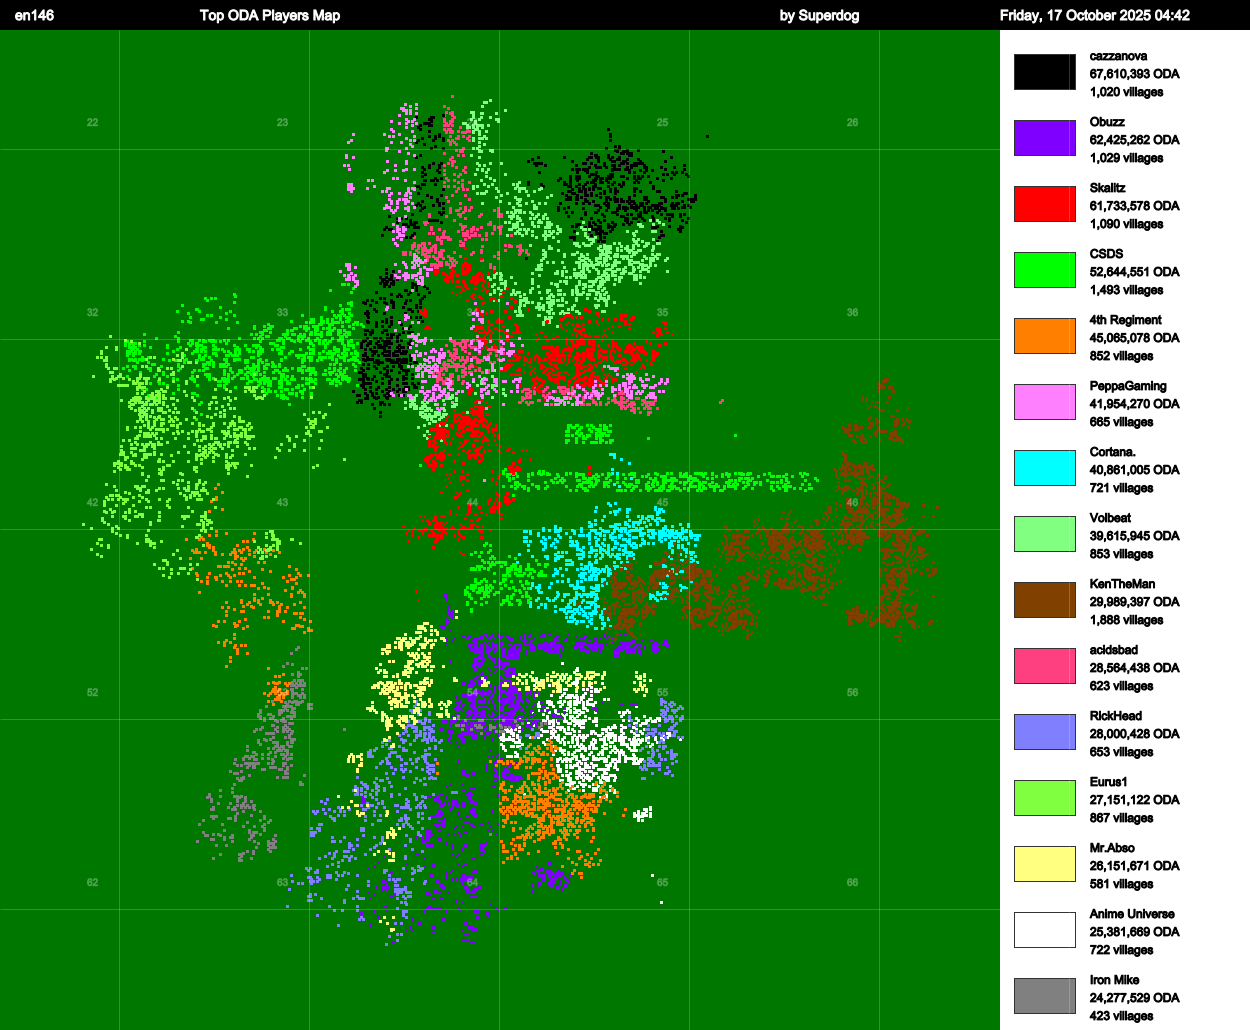 en146 Top ODA Players Map by Superdog Friday, 17 October 2025 04:42
cazzanova
67,610,393 ODA
1,020 villages
Obuzz
62,425,262 ODA
1,029 villages
Skalitz
61,733,578 ODA
1,090 villages
CSDS
52,644,551 ODA
1,493 villages
4th Regiment
45,065,078 ODA
852 villages
PeppaGaming
41,954,270 ODA
665 villages
Cortana.
40,861,005 ODA
721 villages
Volbeat
39,615,945 ODA
853 villages
KenTheMan
29,989,397 ODA
1,888 villages
acidsbad
28,564,438 ODA
623 villages
RickHead
28,000,428 ODA
653 villages
Eurus1
27,151,122 ODA
867 villages
Mr.Abso
26,151,671 ODA
581 villages
Anime Universe
25,381,669 ODA
722 villages
Iron Mike
24,277,529 ODA
423 villages
22 23 25 26
32 33 35 36
42 43 44 45 46
52 54 55 56
62 63 64 65 66